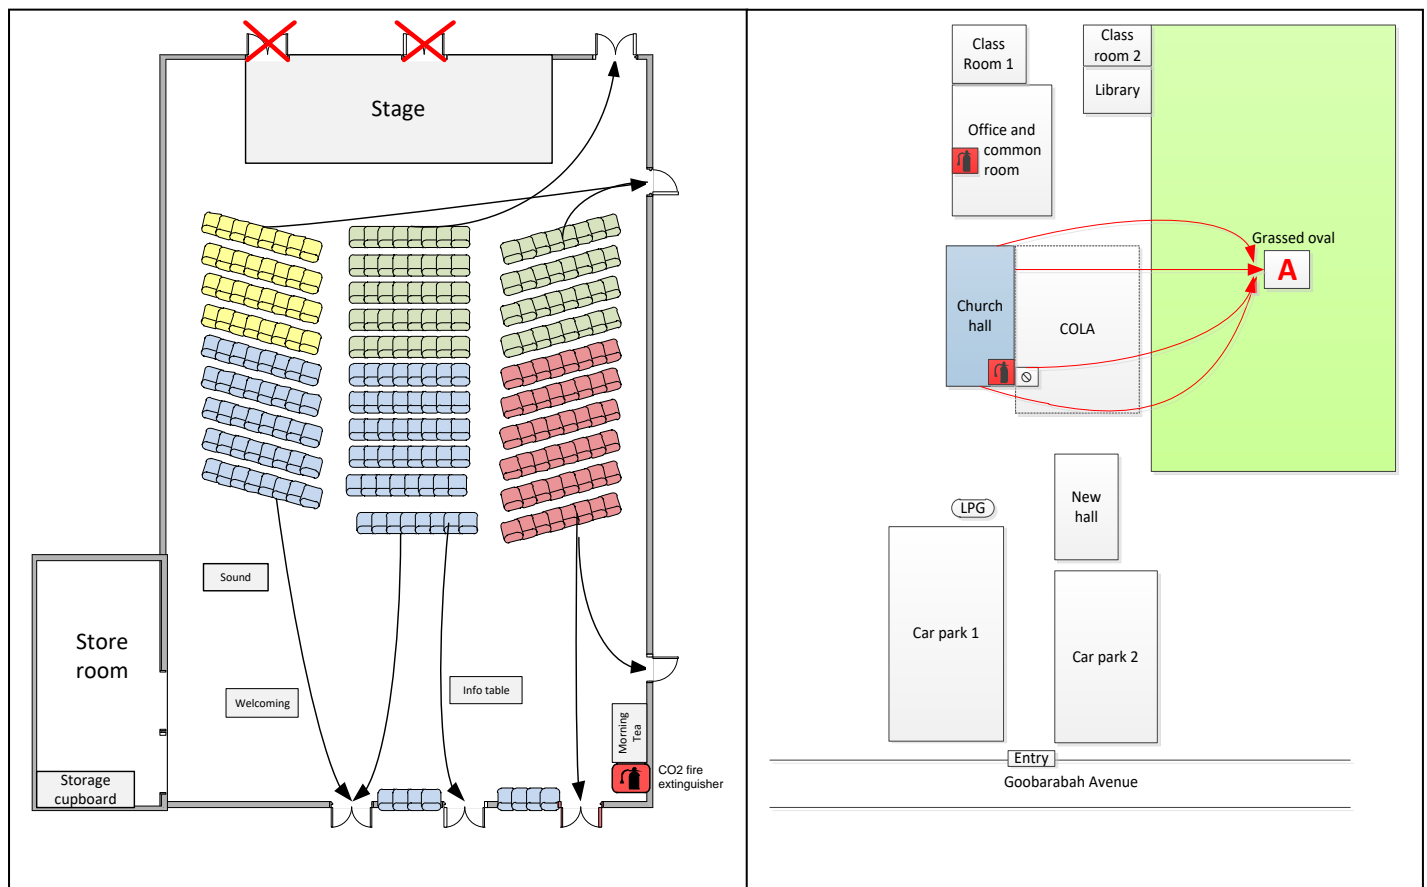 Stage
Sound
Store
room
Welcoming
Info table
Morning
Tea
CO2 fire
extinguisher
Storage
cupboard
Class
Room 1
Class
room 2
Library
Office and
common
room
Grassed oval
A
Church
hall
COLA
New
hall
LPG
Car park 1
Car park 2
Entry
Goobarabah Avenue